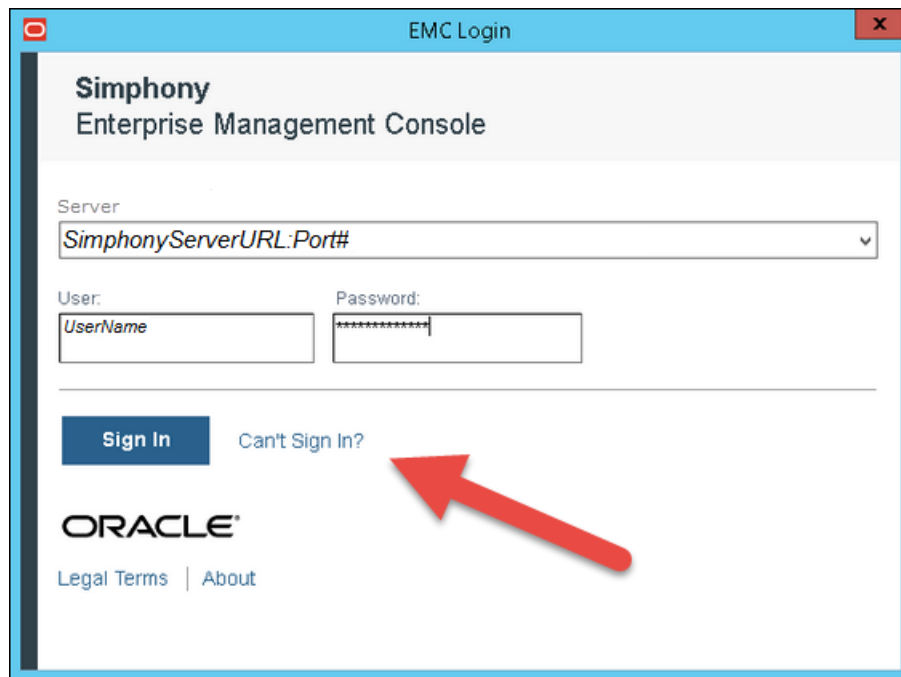 EMC Login
x
Simphony
Enterprise Management Console
Server
SimphonyServerURL:Port#
User: Password:
UserName *************
Sign In Can't Sign In?
ORACLE®
Legal Terms | About